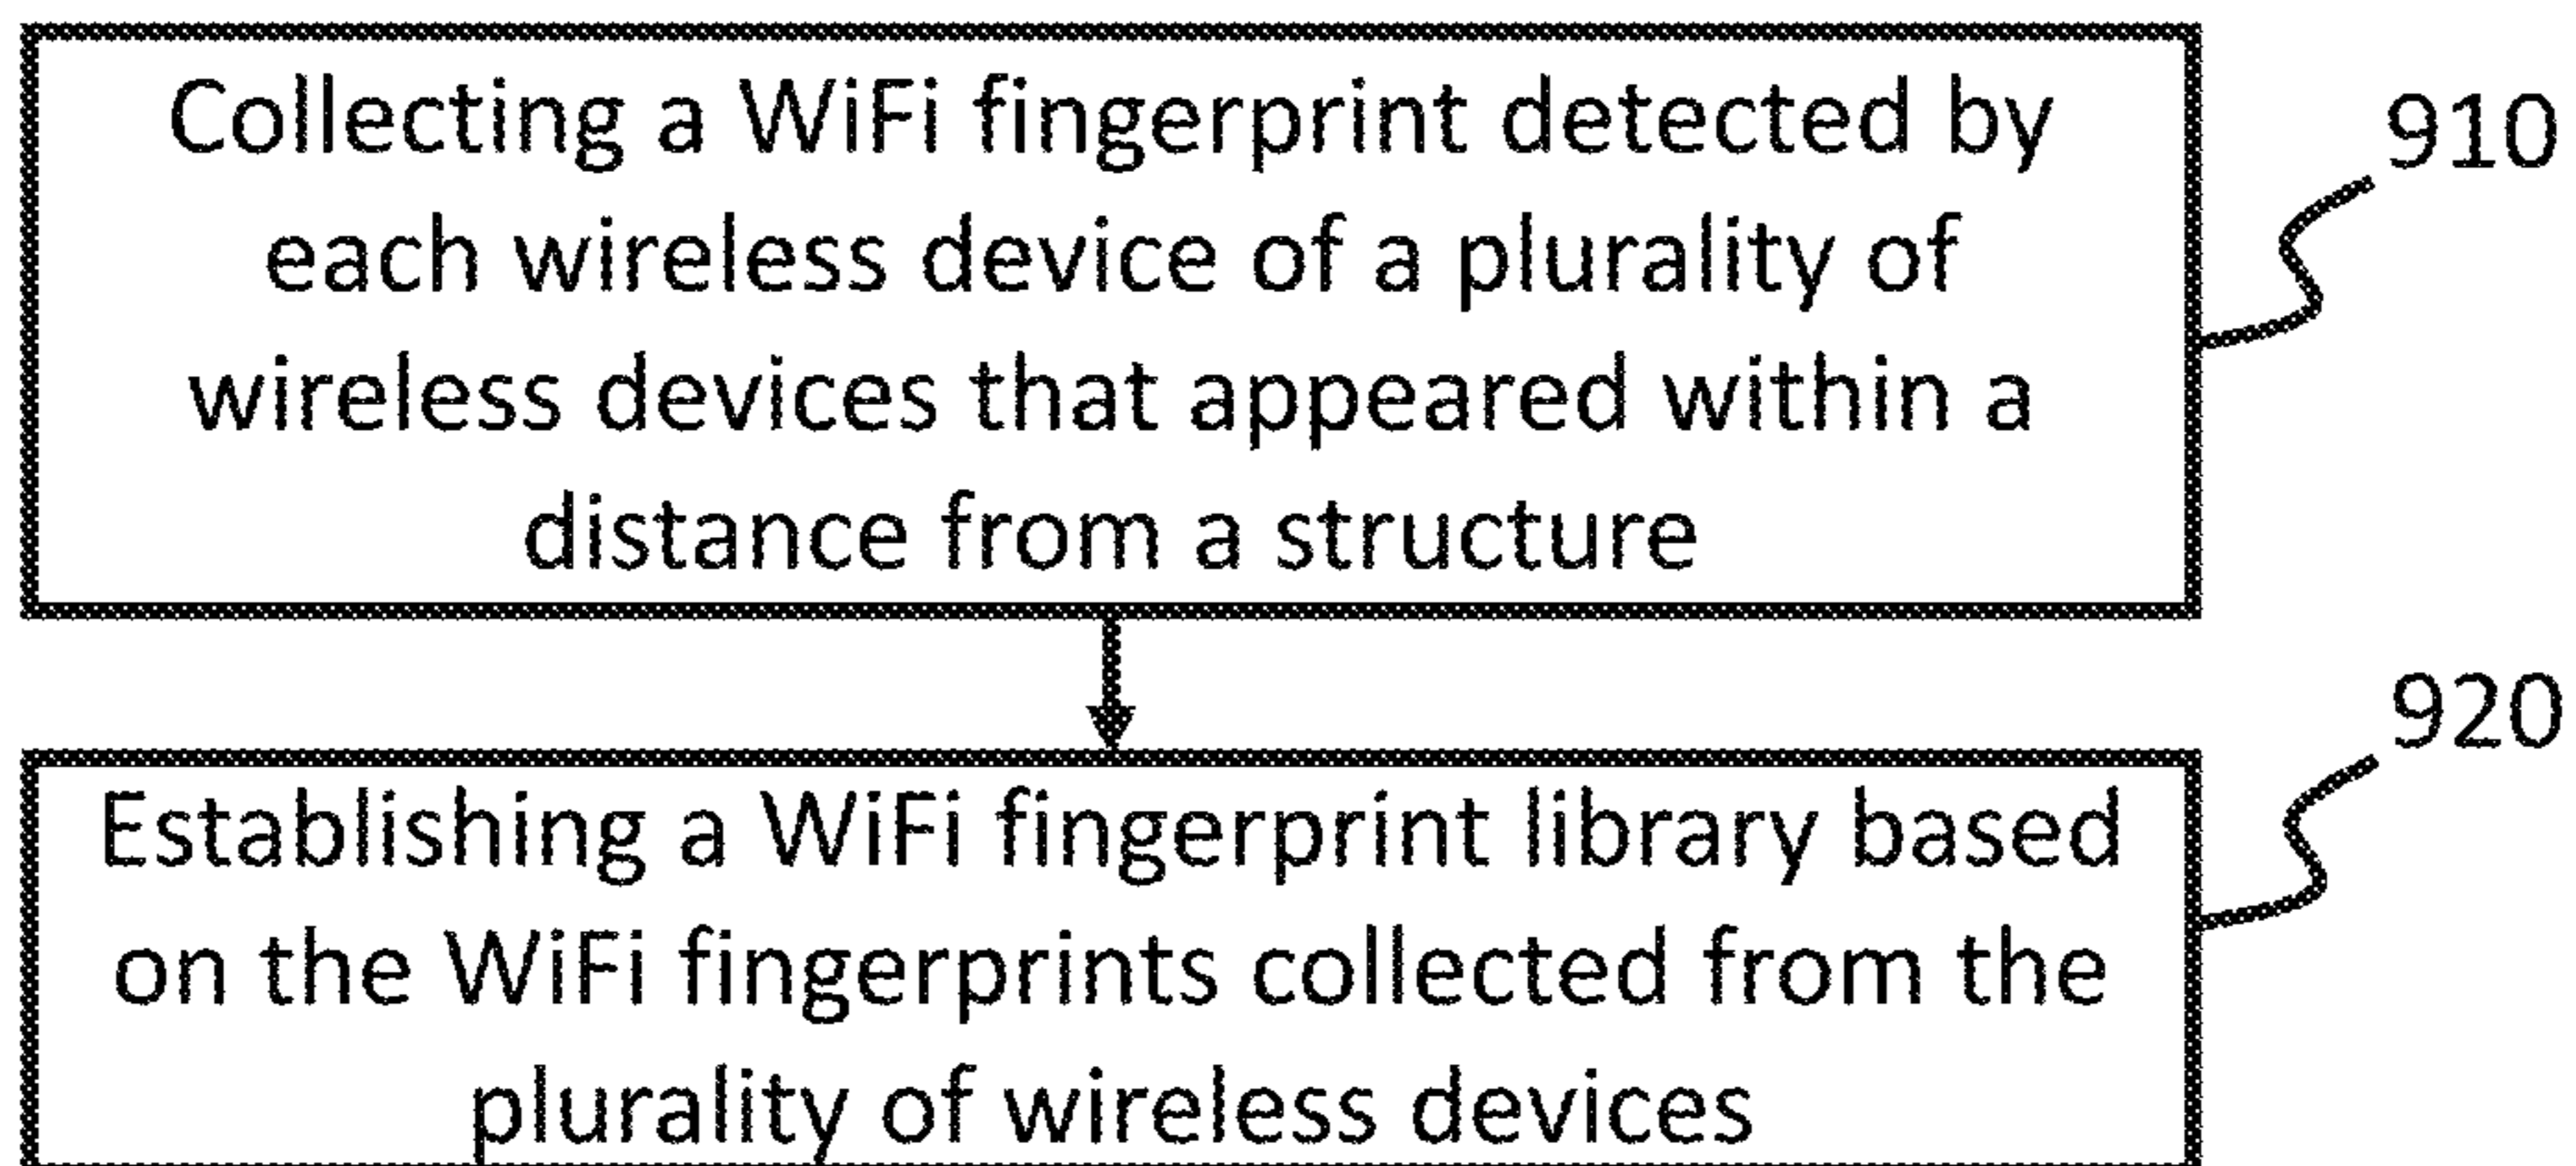 Collecting a WiFi fingerprint detected by
each wireless device of a plurality of
wireless devices that appeared within a
distance from a structure
910
Establishing a WiFi fingerprint library based
on the WiFi fingerprints collected from the
plurality of wireless devices
920